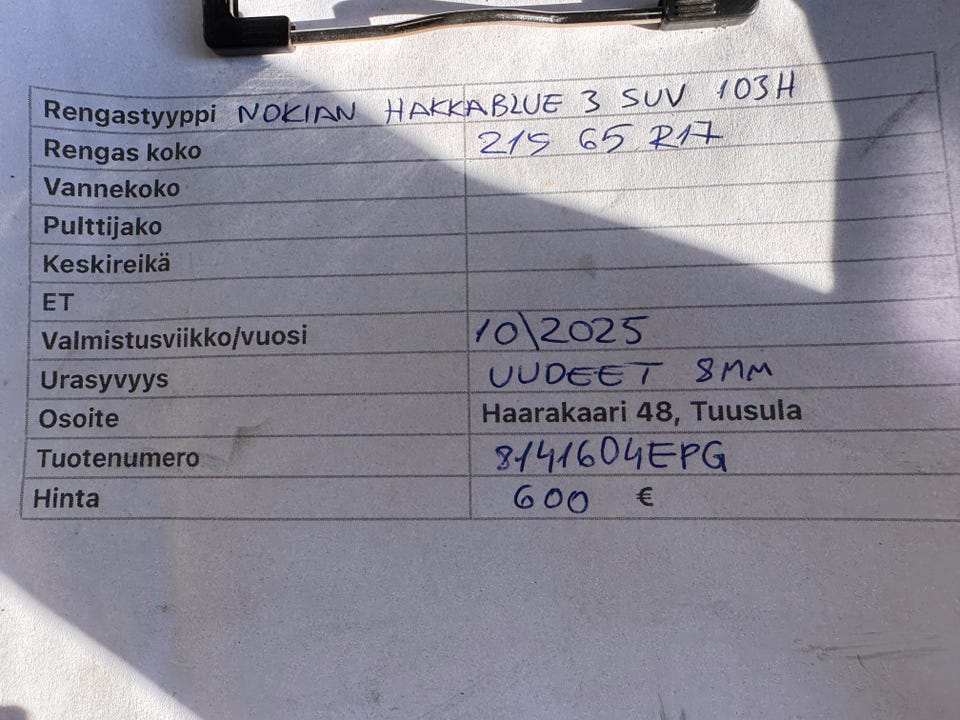 Rengastyyppi NOKIAN HAKKABLUE 3 SUV 103H
Rengas koko 215 65 R17
Vannekoko
Pulttijako
Keskireikä
ET
Valmistusviikko/vuosi 10\2025
Urasyvyys UUDEET 8MM
Osoite Haarakaari 48, Tuusula
Tuotenumero 8141604EPG
Hinta 600 €